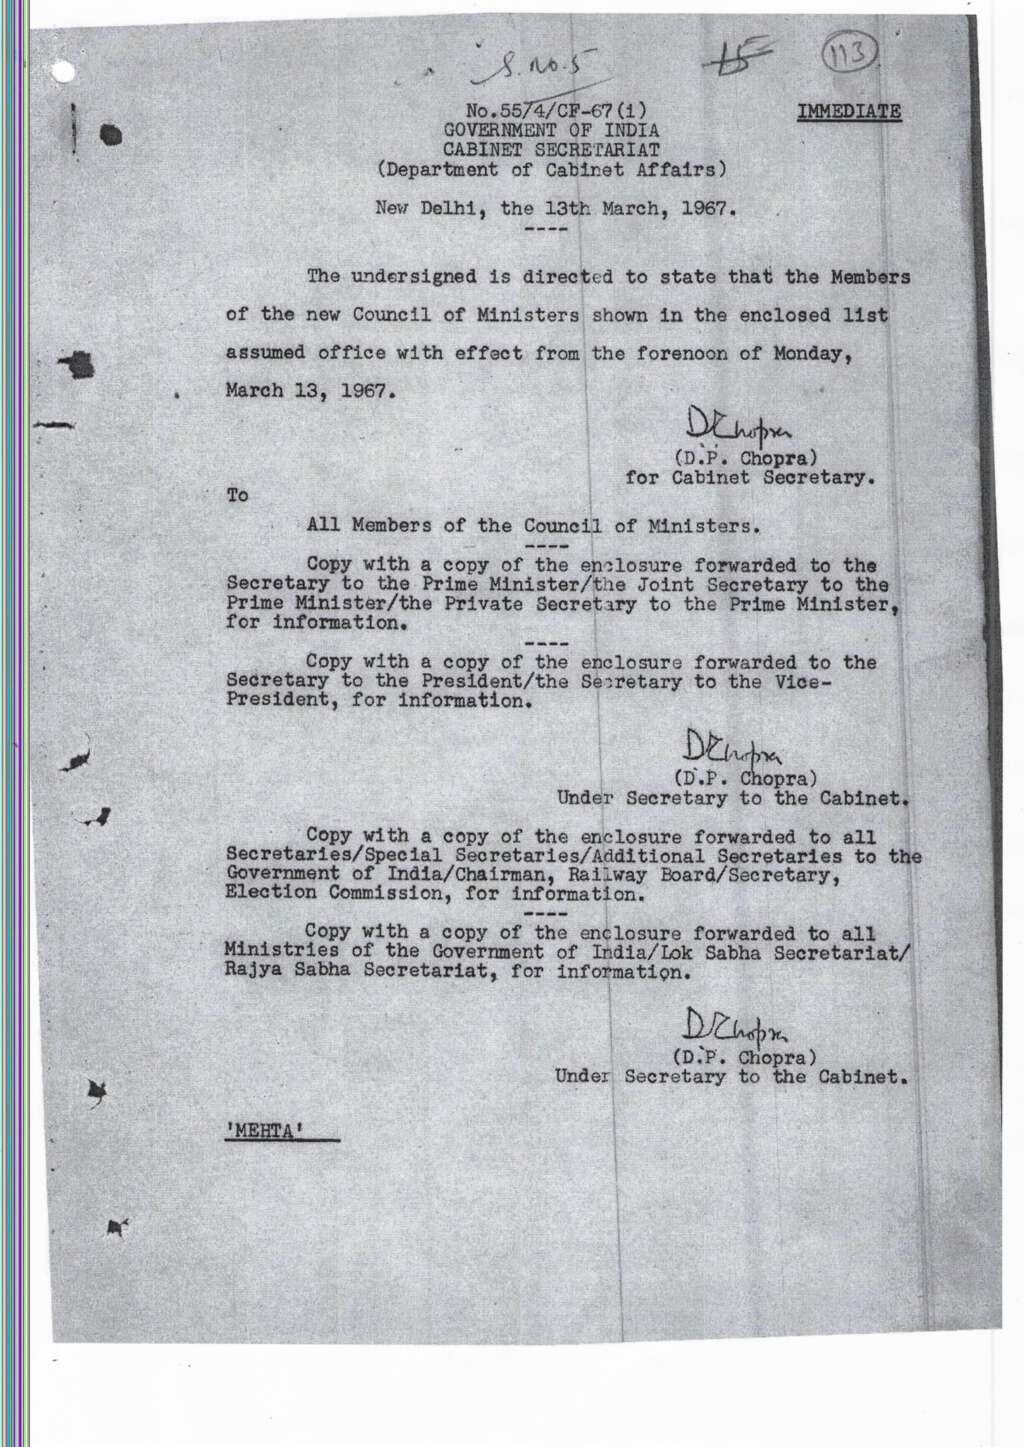 S.No.5
15
113
No.55/4/CF-67(1)
IMMEDIATE
GOVERNMENT OF INDIA
CABINET SECRETARIAT
(Department of Cabinet Affairs)
New Delhi, the 13th March, 1967.
----
The undersigned is directed to state that the Members
of the new Council of Ministers shown in the enclosed list
assumed office with effect from the forenoon of Monday,
March 13, 1967.
DPChopra
(D.P. Chopra)
for Cabinet Secretary.
To
All Members of the Council of Ministers.
----
Copy with a copy of the enclosure forwarded to the
Secretary to the Prime Minister/the Joint Secretary to the
Prime Minister/the Private Secretary to the Prime Minister,
for information.
----
Copy with a copy of the enclosure forwarded to the
Secretary to the President/the Secretary to the Vice-
President, for information.
DPChopra
(D.P. Chopra)
Under Secretary to the Cabinet.
Copy with a copy of the enclosure forwarded to all
Secretaries/Special Secretaries/Additional Secretaries to the
Government of India/Chairman, Railway Board/Secretary,
Election Commission, for information.
----
Copy with a copy of the enclosure forwarded to all
Ministries of the Government of India/Lok Sabha Secretariat/
Rajya Sabha Secretariat, for information.
DPChopra
(D.P. Chopra)
Under Secretary to the Cabinet.
'MEHTA'